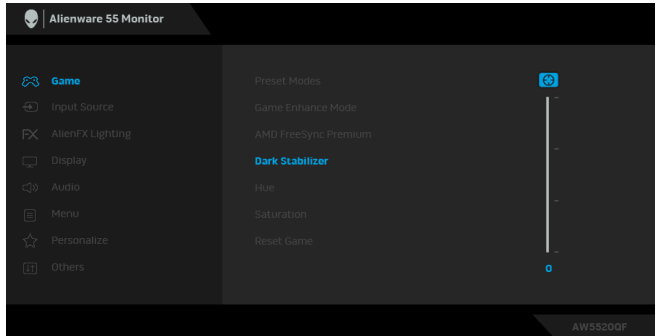 Alienware 55 Monitor
Game
Input Source
FX AlienFX Lighting
Display
Audio
Menu
Personalize
Others
Preset Modes
Game Enhance Mode
AMD FreeSync Premium
Dark Stabilizer
Hue
Saturation
Reset Game
0
AW5520QF